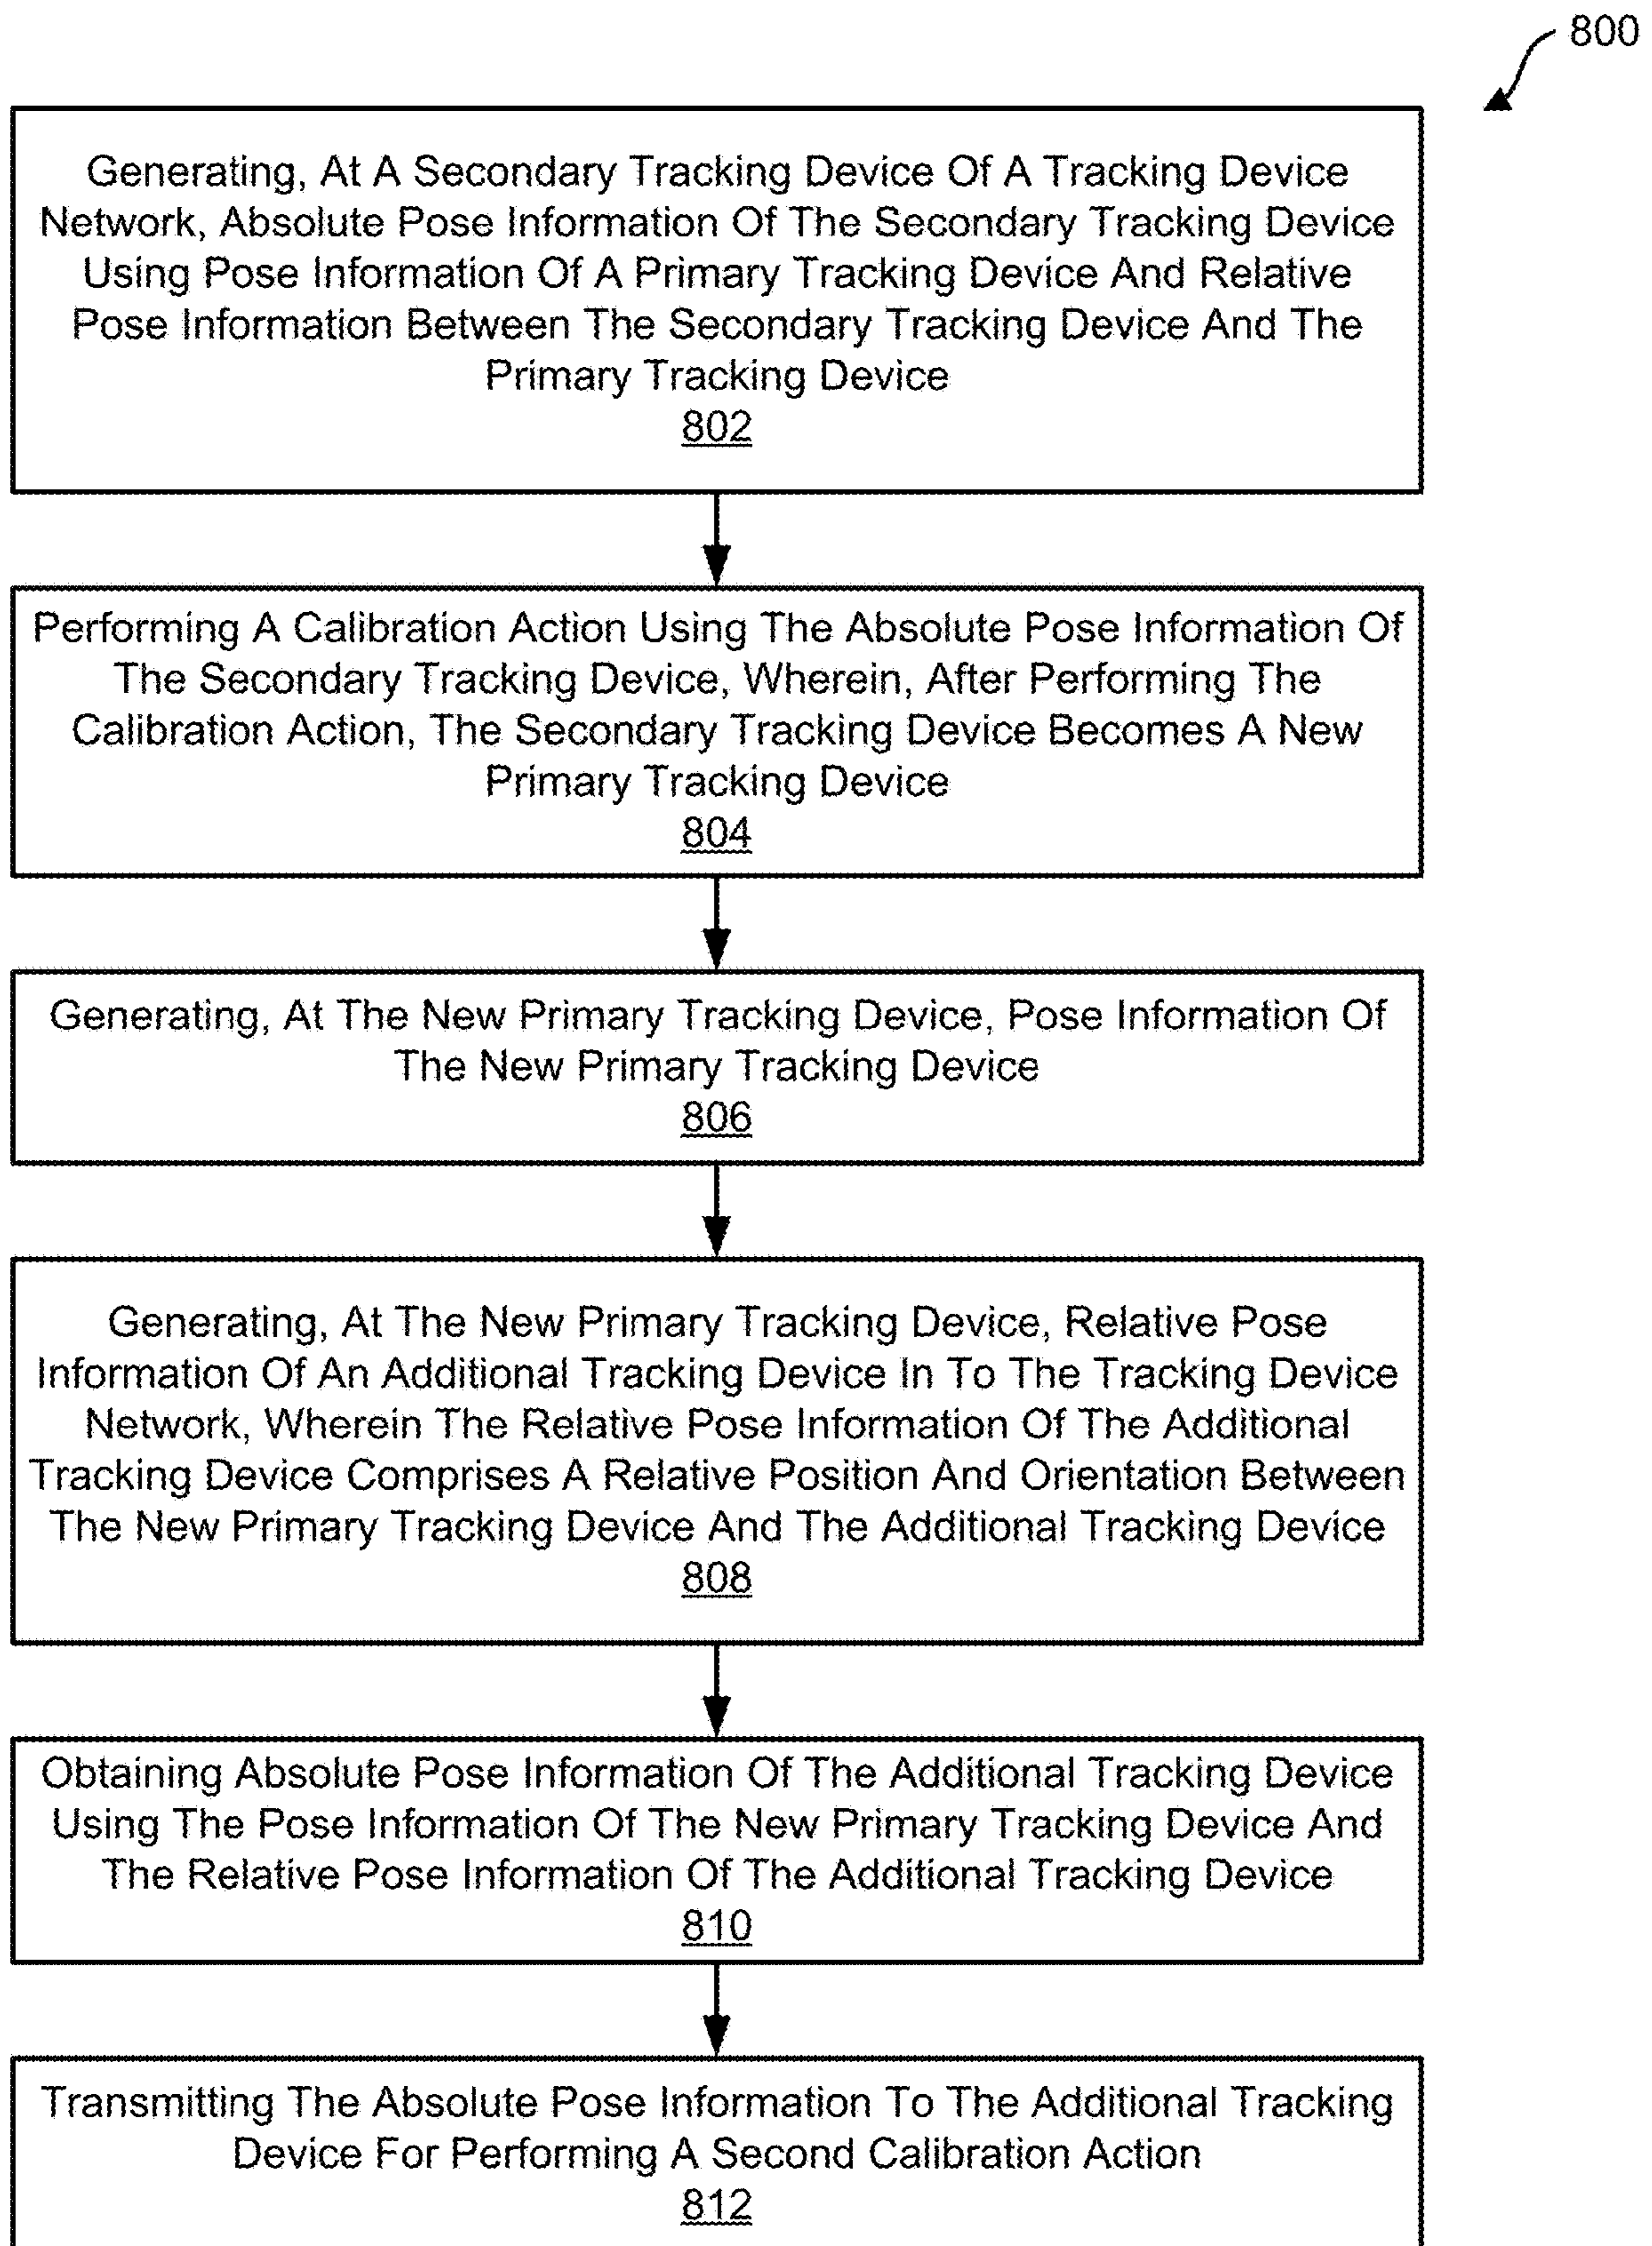 800
Generating, At A Secondary Tracking Device Of A Tracking Device
Network, Absolute Pose Information Of The Secondary Tracking Device
Using Pose Information Of A Primary Tracking Device And Relative
Pose Information Between The Secondary Tracking Device And The
Primary Tracking Device
802
Performing A Calibration Action Using The Absolute Pose Information Of
The Secondary Tracking Device, Wherein, After Performing The
Calibration Action, The Secondary Tracking Device Becomes A New
Primary Tracking Device
804
Generating, At The New Primary Tracking Device, Pose Information Of
The New Primary Tracking Device
806
Generating, At The New Primary Tracking Device, Relative Pose
Information Of An Additional Tracking Device In To The Tracking Device
Network, Wherein The Relative Pose Information Of The Additional
Tracking Device Comprises A Relative Position And Orientation Between
The New Primary Tracking Device And The Additional Tracking Device
808
Obtaining Absolute Pose Information Of The Additional Tracking Device
Using The Pose Information Of The New Primary Tracking Device And
The Relative Pose Information Of The Additional Tracking Device
810
Transmitting The Absolute Pose Information To The Additional Tracking
Device For Performing A Second Calibration Action
812